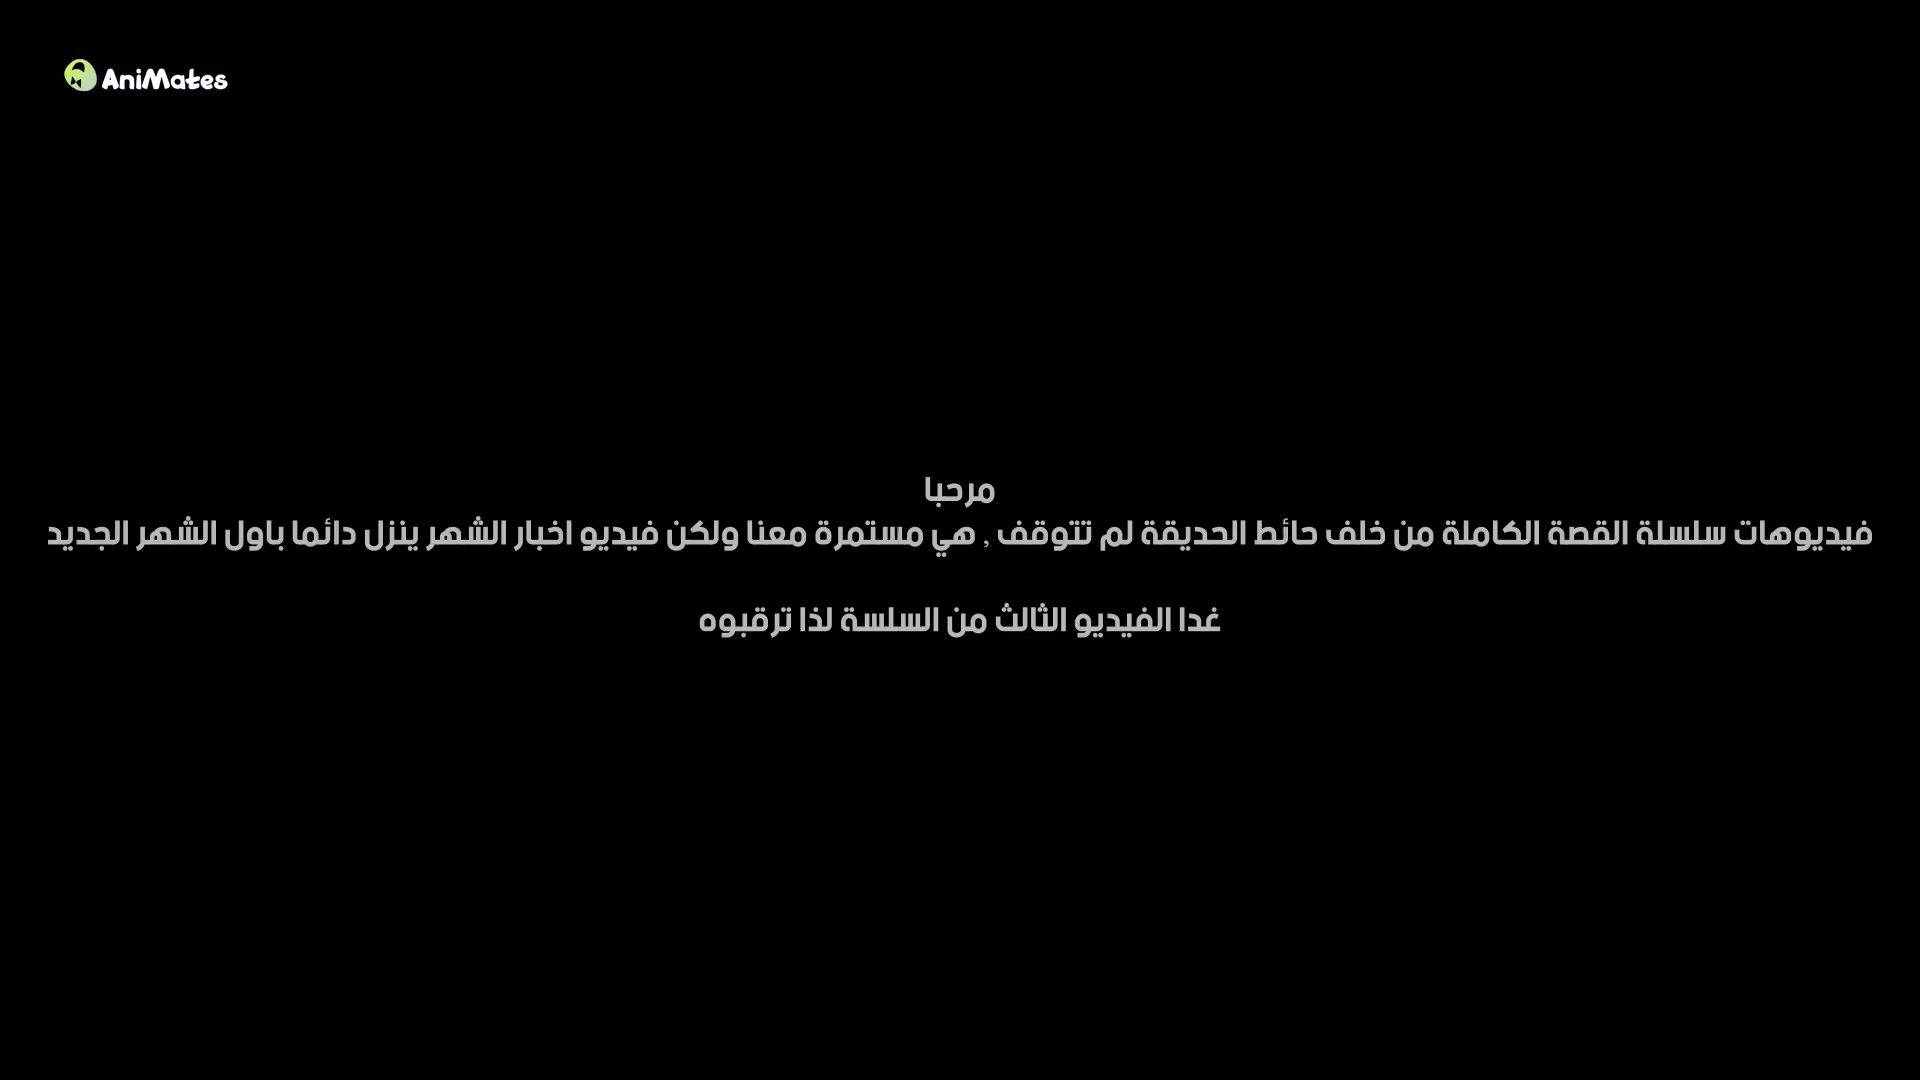 AniMates
مرحبا
فيديوهات سلسلة القصة الكاملة من خلف حائط الحديقة لم تتوقف , هي مستمرة معنا ولكن فيديو اخبار الشهر ينزل دائما باول الشهر الجديد
غدا الفيديو الثالث من السلسة لذا ترقبوه